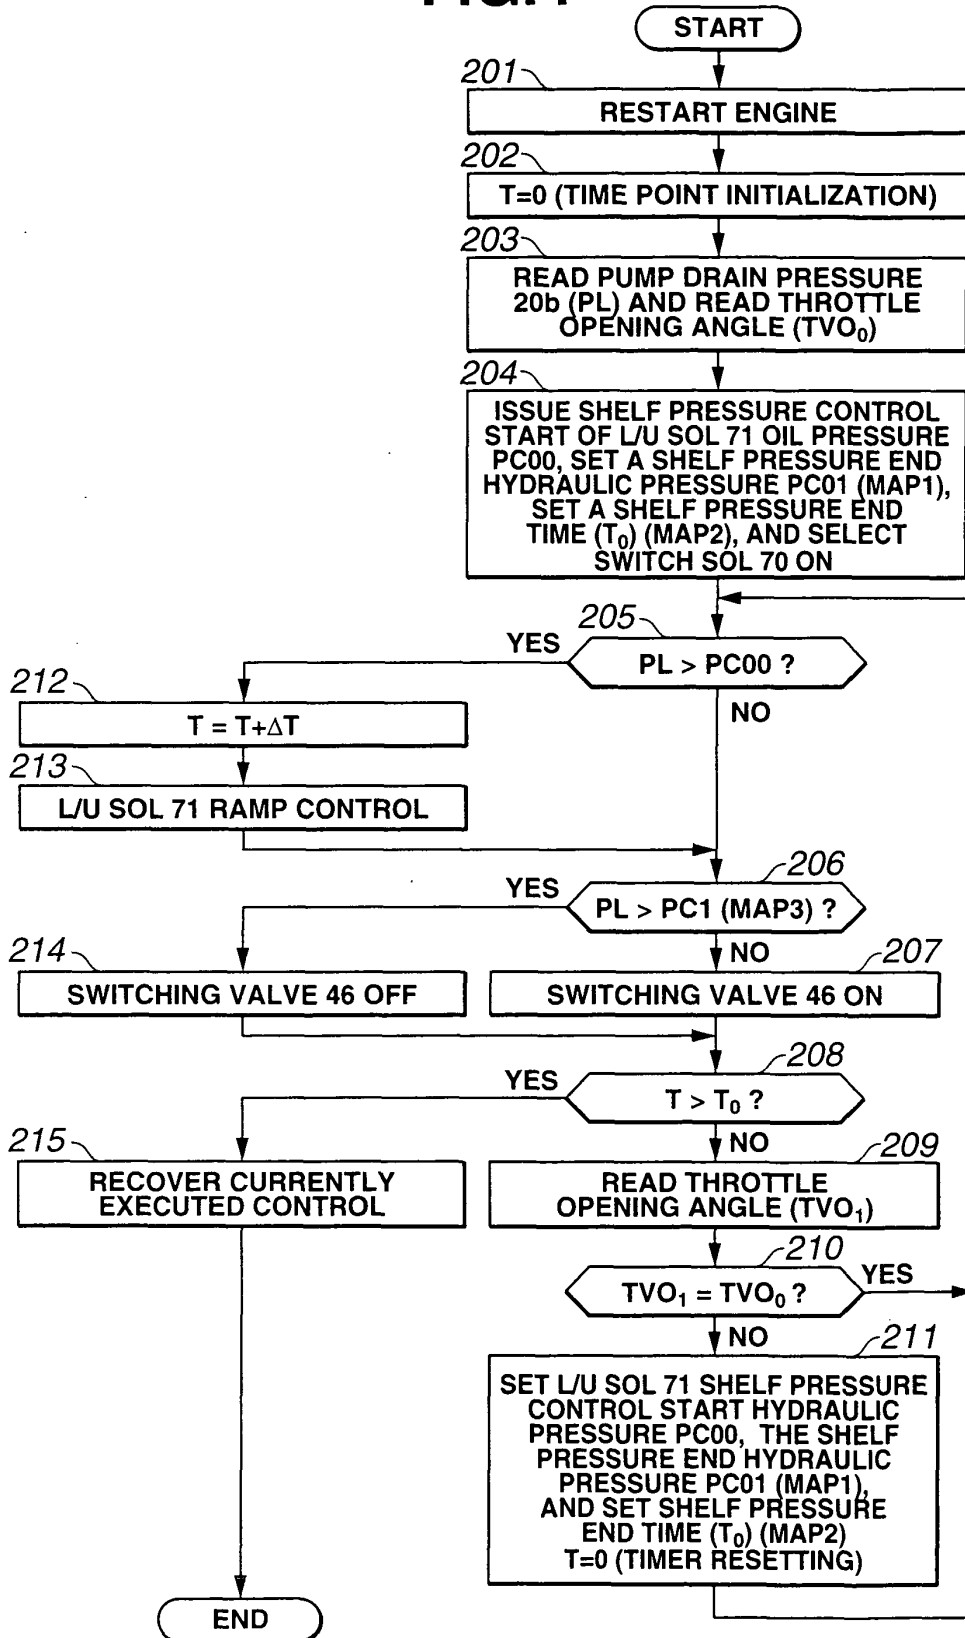 START
201
RESTART ENGINE
202
T=0 (TIME POINT INITIALIZATION)
203
READ PUMP DRAIN PRESSURE
20b (PL) AND READ THROTTLE
OPENING ANGLE (TVO₀)
204
ISSUE SHELF PRESSURE CONTROL
START OF L/U SOL 71 OIL PRESSURE
PC00, SET A SHELF PRESSURE END
HYDRAULIC PRESSURE PC01 (MAP1),
SET A SHELF PRESSURE END
TIME (T₀) (MAP2), AND SELECT
SWITCH SOL 70 ON
205
YES
PL > PC00 ?
NO
212
T = T+ΔT
213
L/U SOL 71 RAMP CONTROL
206
YES
PL > PC1 (MAP3) ?
NO
214
SWITCHING VALVE 46 OFF
207
SWITCHING VALVE 46 ON
208
YES
T > T₀ ?
NO
215
RECOVER CURRENTLY
EXECUTED CONTROL
209
READ THROTTLE
OPENING ANGLE (TVO₁)
210
TVO₁ = TVO₀ ?
YES
NO
211
SET L/U SOL 71 SHELF PRESSURE
CONTROL START HYDRAULIC
PRESSURE PC00, THE SHELF
PRESSURE END HYDRAULIC
PRESSURE PC01 (MAP1),
AND SET SHELF PRESSURE
END TIME (T₀) (MAP2)
T=0 (TIMER RESETTING)
END